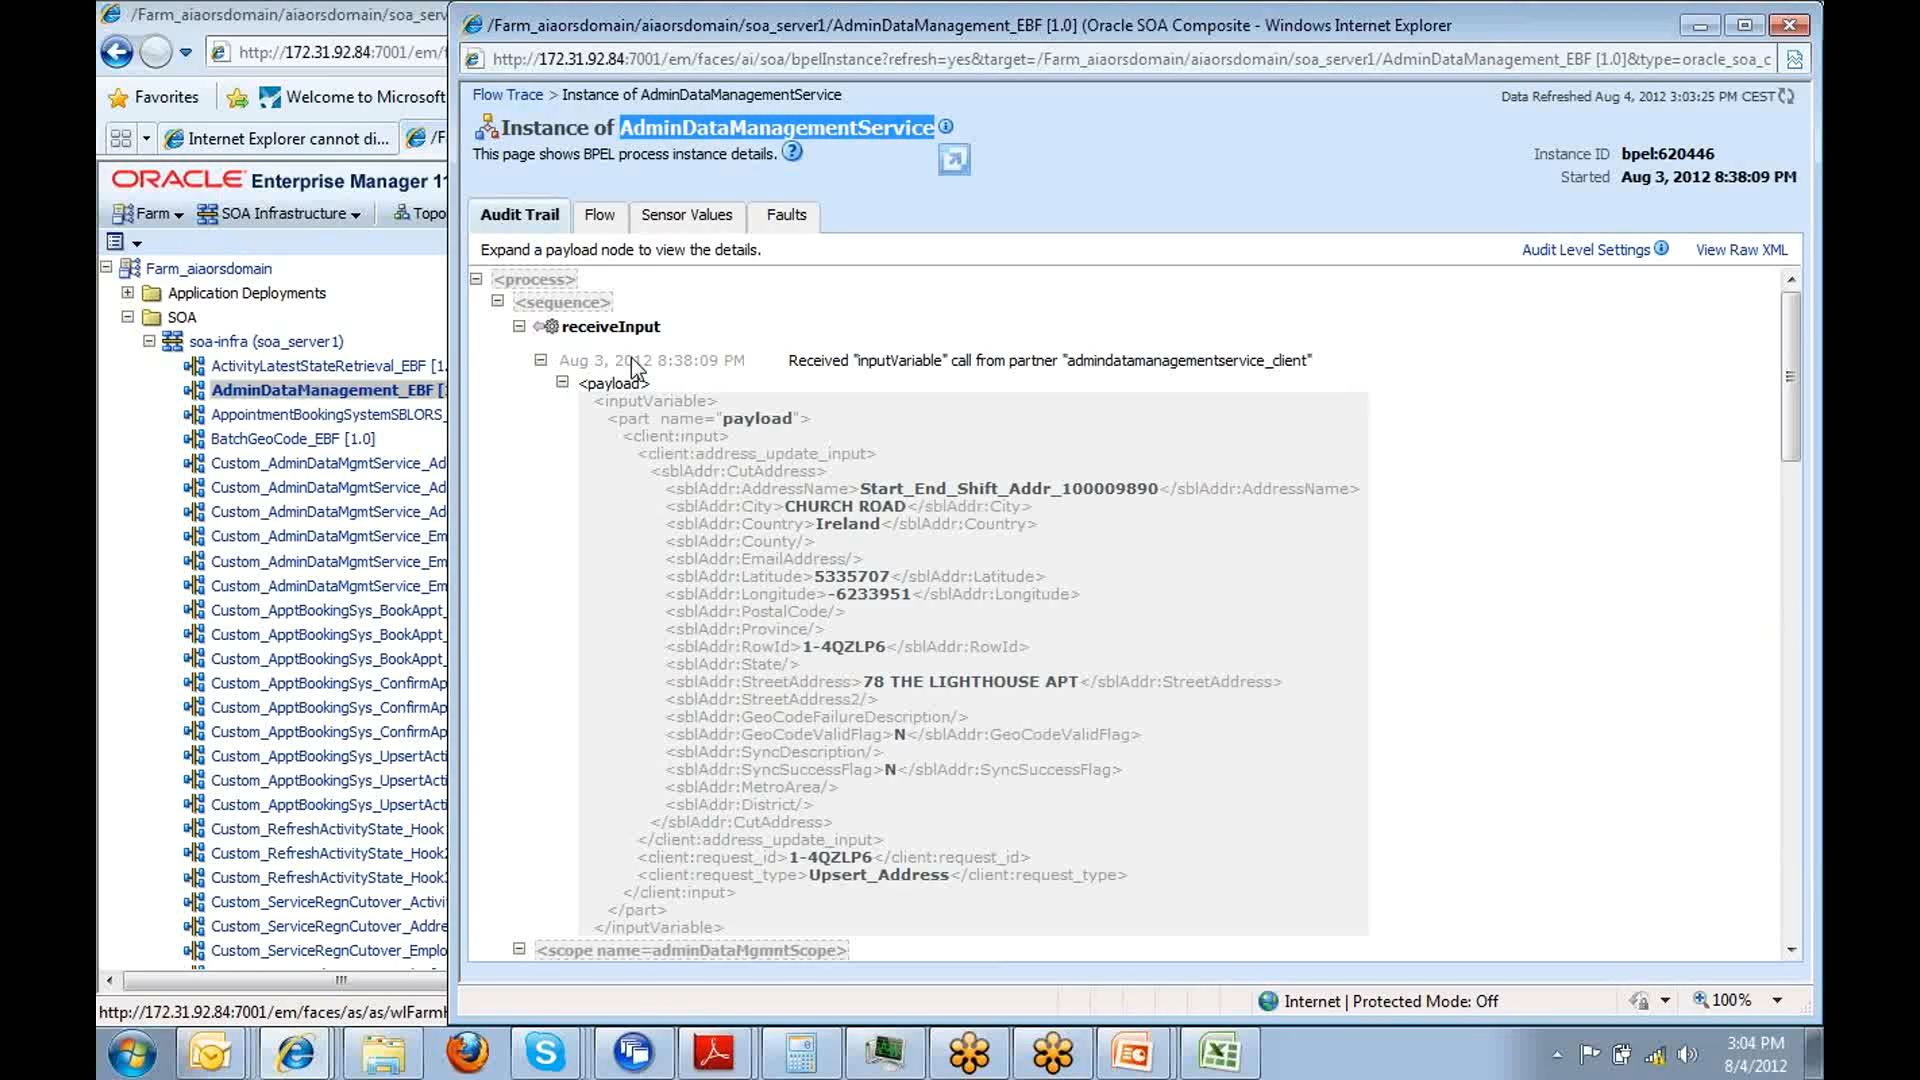 /Farm_aiaorsdomain/aiaorsdomain/soa_serv
http://172.31.92.84:7001/em/f
Favorites
Welcome to Microsoft
Internet Explorer cannot di...
/F
ORACLE Enterprise Manager 11
Farm
SOA Infrastructure
Topo
Farm_aiaorsdomain
Application Deployments
SOA
soa-infra (soa_server1)
ActivityLatestStateRetrieval_EBF [1.
AdminDataManagement_EBF [
AppointmentBookingSystemSBLORS_
BatchGeoCode_EBF [1.0]
Custom_AdminDataMgmtService_Ad
Custom_AdminDataMgmtService_Ad
Custom_AdminDataMgmtService_Ad
Custom_AdminDataMgmtService_Em
Custom_AdminDataMgmtService_Em
Custom_AdminDataMgmtService_Em
Custom_ApptBookingSys_BookAppt_
Custom_ApptBookingSys_BookAppt_
Custom_ApptBookingSys_BookAppt_
Custom_ApptBookingSys_ConfirmAp
Custom_ApptBookingSys_ConfirmAp
Custom_ApptBookingSys_ConfirmAp
Custom_ApptBookingSys_UpsertActi
Custom_ApptBookingSys_UpsertActi
Custom_ApptBookingSys_UpsertActi
Custom_RefreshActivityState_Hook
Custom_RefreshActivityState_Hook
Custom_RefreshActivityState_Hook
Custom_ServiceRegnCutover_Activi
Custom_ServiceRegnCutover_Addre
Custom_ServiceRegnCutover_Emplo
http://172.31.92.84:7001/em/faces/as/as/wlFarmH
/Farm_aiaorsdomain/aiaorsdomain/soa_server1/AdminDataManagement_EBF [1.0] (Oracle SOA Composite - Windows Internet Explorer
http://172.31.92.84:7001/em/faces/ai/soa/bpelInstance?refresh=yes&target=/Farm_aiaorsdomain/aiaorsdomain/soa_server1/AdminDataManagement_EBF [1.0]&type=oracle_soa_c
Flow Trace > Instance of AdminDataManagementService
Data Refreshed Aug 4, 2012 3:03:25 PM CEST
Instance of AdminDataManagementService
This page shows BPEL process instance details.
Instance ID bpel:620446
Started Aug 3, 2012 8:38:09 PM
Audit Trail
Flow
Sensor Values
Faults
Expand a payload node to view the details.
Audit Level Settings
View Raw XML
<process>
<sequence>
receiveInput
Aug 3, 2012 8:38:09 PM Received "inputVariable" call from partner "admindatamanagementservice_client"
<payload>
<inputVariable>
<part name="payload">
<client:input>
<client:address_update_input>
<sblAddr:CutAddress>
<sblAddr:AddressName>Start_End_Shift_Addr_100009890</sblAddr:AddressName>
<sblAddr:City>CHURCH ROAD</sblAddr:City>
<sblAddr:Country>Ireland</sblAddr:Country>
<sblAddr:County/>
<sblAddr:EmailAddress/>
<sblAddr:Latitude>5335707</sblAddr:Latitude>
<sblAddr:Longitude>-6233951</sblAddr:Longitude>
<sblAddr:PostalCode/>
<sblAddr:Province/>
<sblAddr:RowId>1-4QZLP6</sblAddr:RowId>
<sblAddr:State/>
<sblAddr:StreetAddress>78 THE LIGHTHOUSE APT</sblAddr:StreetAddress>
<sblAddr:StreetAddress2/>
<sblAddr:GeoCodeFailureDescription/>
<sblAddr:GeoCodeValidFlag>N</sblAddr:GeoCodeValidFlag>
<sblAddr:SyncDescription/>
<sblAddr:SyncSuccessFlag>N</sblAddr:SyncSuccessFlag>
<sblAddr:MetroArea/>
<sblAddr:District/>
</sblAddr:CutAddress>
</client:address_update_input>
<client:request_id>1-4QZLP6</client:request_id>
<client:request_type>Upsert_Address</client:request_type>
</client:input>
</part>
</inputVariable>
<scope name=adminDataMgmntScope>
Internet | Protected Mode: Off
100%
3:04 PM
8/4/2012